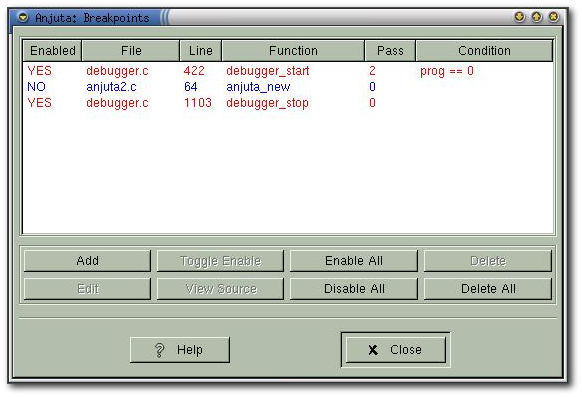 Anjuta: Breakpoints
Enabled File Line Function Pass Condition
YES debugger.c 422 debugger_start 2 prog == 0
NO anjuta2.c 64 anjuta_new 0
YES debugger.c 1103 debugger_stop 0
Add Toggle Enable Enable All Delete
Edit View Source Disable All Delete All
Help Close